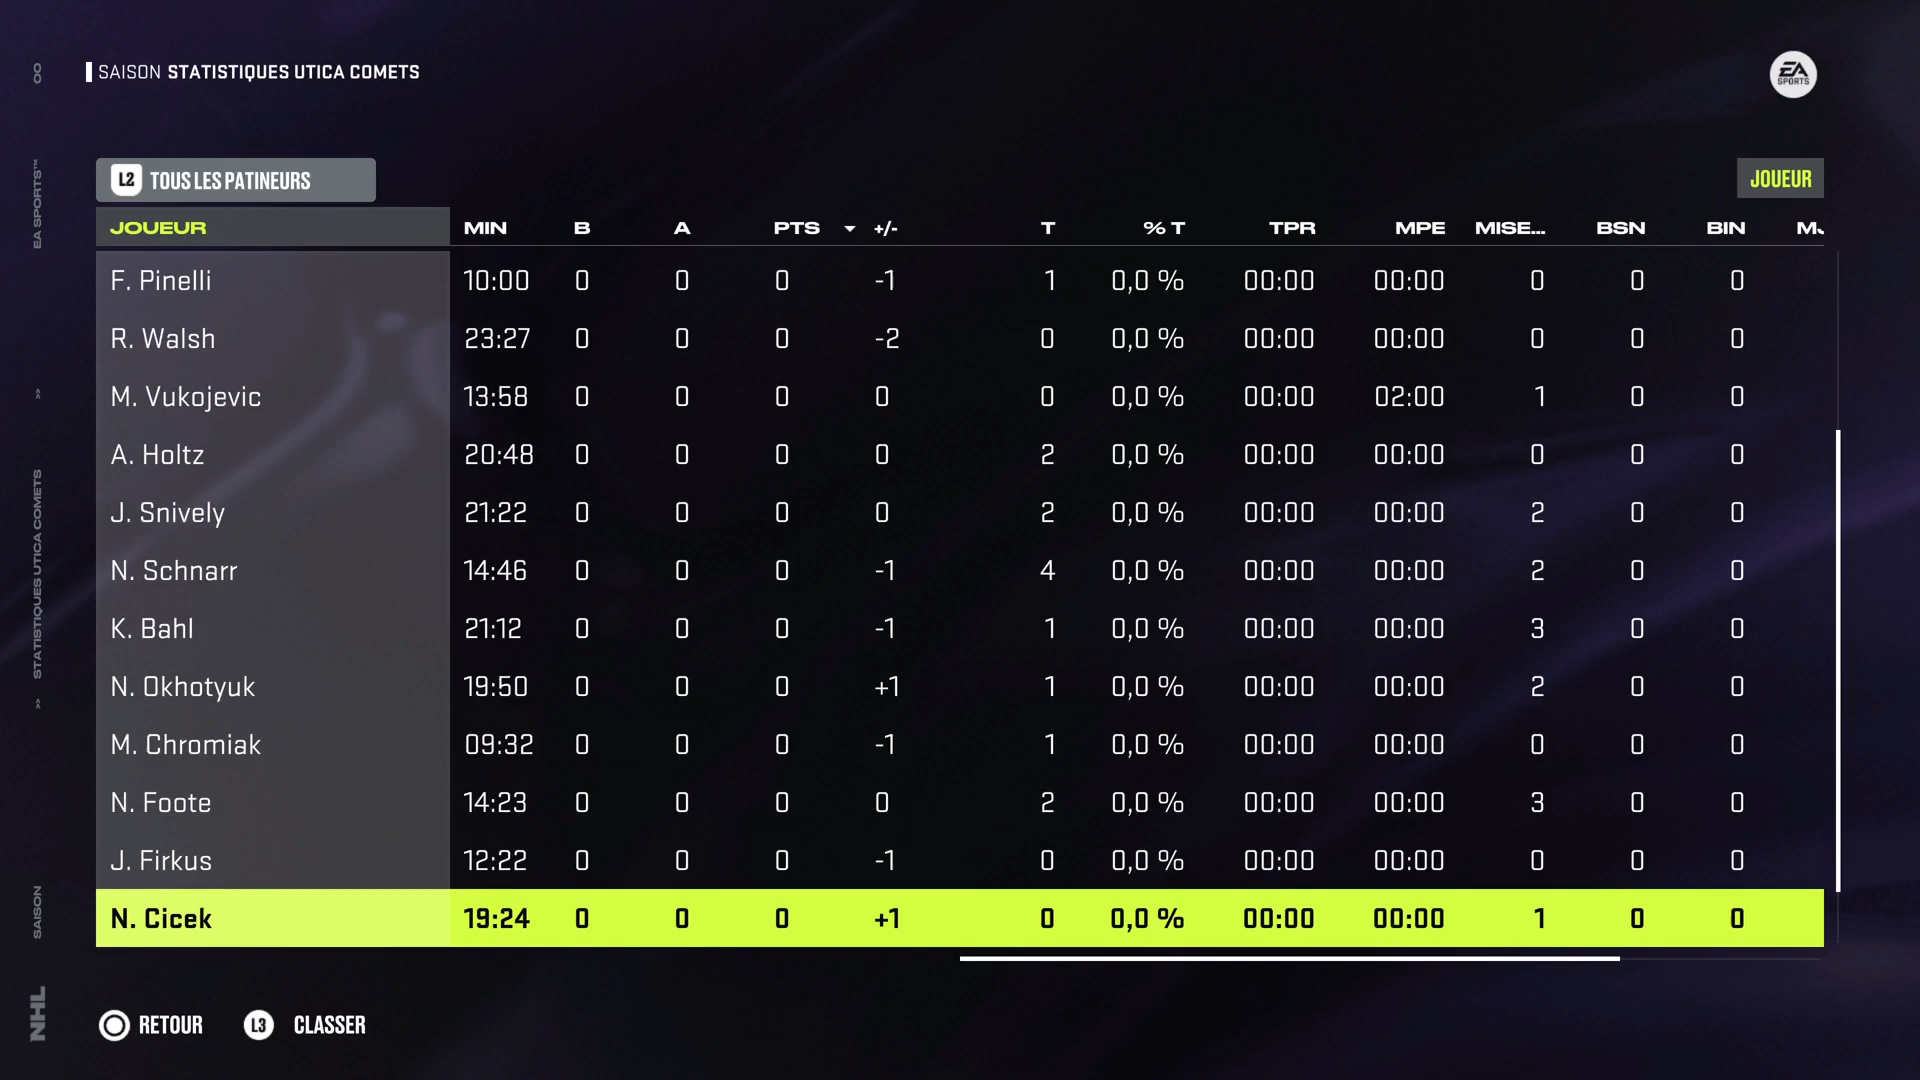 SAISON STATISTIQUES UTICA COMETS
EA SPORTS
L2 TOUS LES PATINEURS
JOUEUR
JOUEUR MIN B A PTS +/- T % T TPR MPE MISE... BSN BIN
F. Pinelli 10:00 0 0 0 -1 1 0,0 % 00:00 00:00 0 0 0
R. Walsh 23:27 0 0 0 -2 0 0,0 % 00:00 00:00 0 0 0
M. Vukojevic 13:58 0 0 0 0 0 0,0 % 00:00 02:00 1 0 0
A. Holtz 20:48 0 0 0 0 2 0,0 % 00:00 00:00 0 0 0
J. Snively 21:22 0 0 0 0 2 0,0 % 00:00 00:00 2 0 0
N. Schnarr 14:46 0 0 0 -1 4 0,0 % 00:00 00:00 2 0 0
K. Bahl 21:12 0 0 0 -1 1 0,0 % 00:00 00:00 3 0 0
N. Okhotyuk 19:50 0 0 0 +1 1 0,0 % 00:00 00:00 2 0 0
M. Chromiak 09:32 0 0 0 -1 1 0,0 % 00:00 00:00 0 0 0
N. Foote 14:23 0 0 0 0 2 0,0 % 00:00 00:00 3 0 0
J. Firkus 12:22 0 0 0 -1 0 0,0 % 00:00 00:00 0 0 0
N. Cicek 19:24 0 0 0 +1 0 0,0 % 00:00 00:00 1 0 0
RETOUR L3 CLASSER
NHL SAISON >> STATISTIQUES UTICA COMETS >> EA SPORTS™